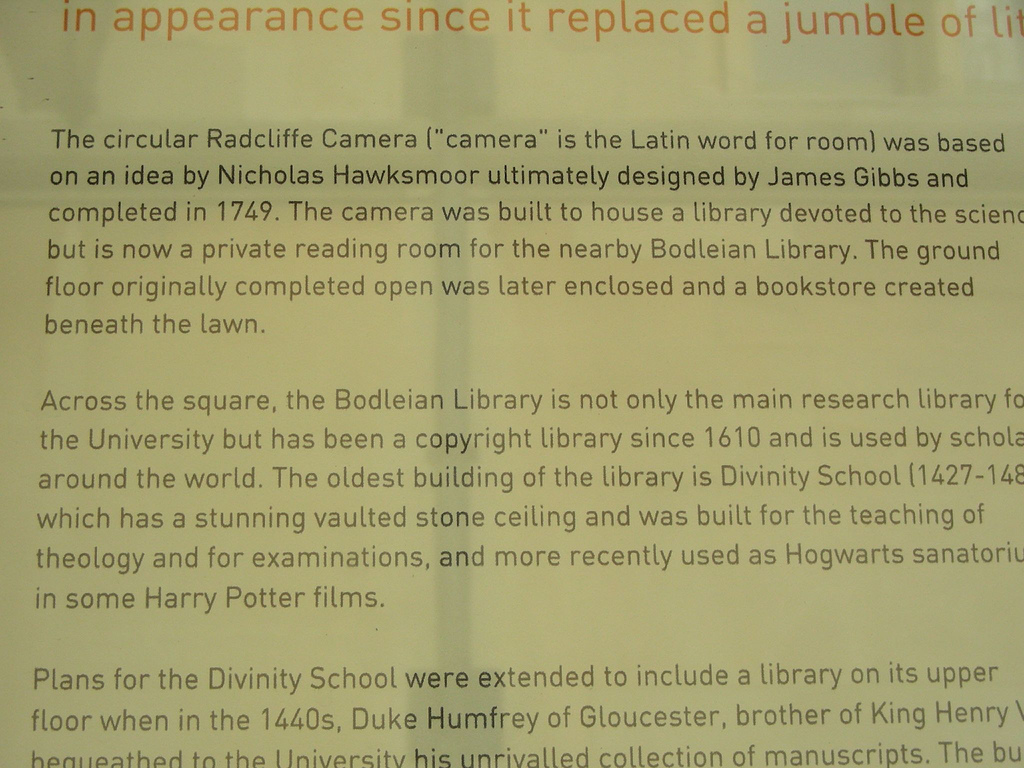 in appearance since it replaced a jumble of lit
The circular Radcliffe Camera ("camera" is the Latin word for room) was based
on an idea by Nicholas Hawksmoor ultimately designed by James Gibbs and
completed in 1749. The camera was built to house a library devoted to the scienc
but is now a private reading room for the nearby Bodleian Library. The ground
floor originally completed open was later enclosed and a bookstore created
beneath the lawn.
Across the square, the Bodleian Library is not only the main research library fo
the University but has been a copyright library since 1610 and is used by schola
around the world. The oldest building of the library is Divinity School (1427-148
which has a stunning vaulted stone ceiling and was built for the teaching of
theology and for examinations, and more recently used as Hogwarts sanatoriu
in some Harry Potter films.
Plans for the Divinity School were extended to include a library on its upper
floor when in the 1440s, Duke Humfrey of Gloucester, brother of King Henry V
bequeathed to the University his unrivalled collection of manuscripts. The bu